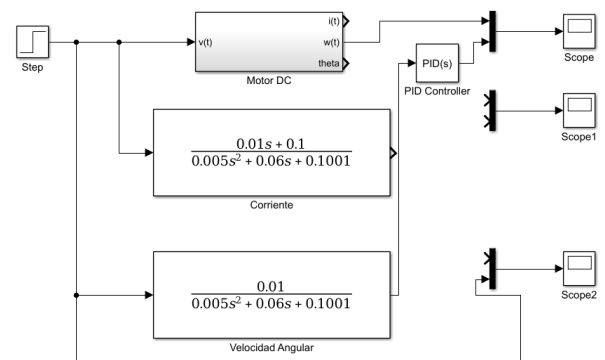 i(t)
v(t)
w(t)
theta
Step
Motor DC
Scope
PID(s)
PID Controller
Scope1
0.01s + 0.1
0.005s² + 0.06s + 0.1001
Corriente
0.01
0.005s² + 0.06s + 0.1001
Scope2
Velocidad Angular